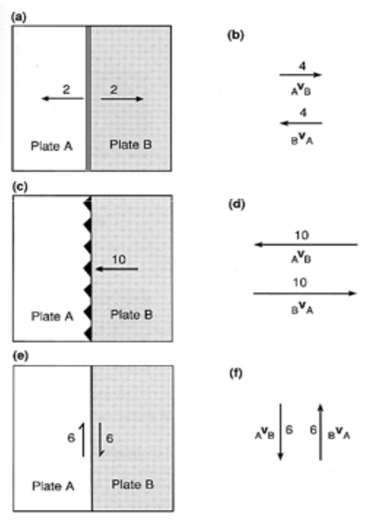 (a)
2
2
Plate A
Plate B
(b)
4
AVB
4
BVA
(c)
10
Plate A
Plate B
(d)
10
AVB
10
BVA
(e)
6
6
Plate A
Plate B
(f)
AVB
6
6
BVA